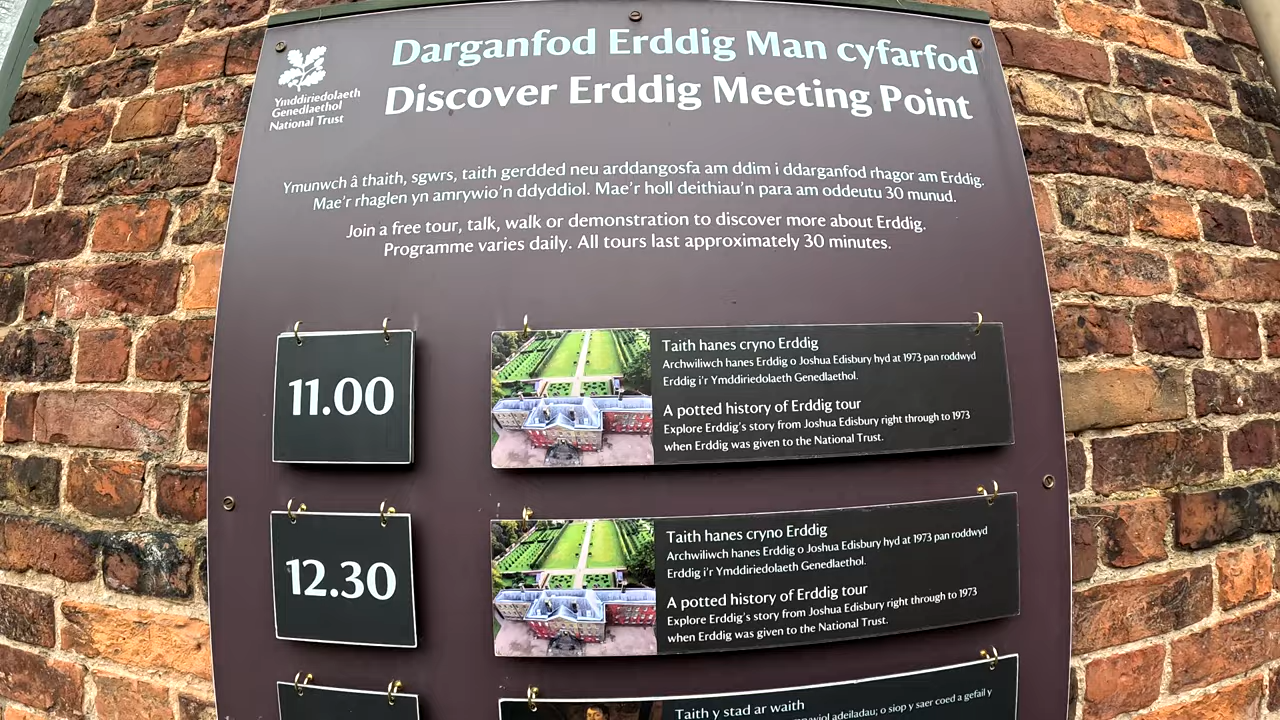 Ymddiriedolaeth
Genedlaethol
National Trust
Darganfod Erddig Man cyfarfod
Discover Erddig Meeting Point
Ymunwch â thaith, sgwrs, taith gerdded neu arddangosfa am ddim i ddarganfod rhagor am Erddig.
Mae'r rhaglen yn amrywio'n ddyddiol. Mae'r holl deithiau'n para am oddeutu 30 munud.
Join a free tour, talk, walk or demonstration to discover more about Erddig.
Programme varies daily. All tours last approximately 30 minutes.
11.00
Taith hanes cryno Erddig
Archwiliwch hanes Erddig o Joshua Edisbury hyd at 1973 pan roddwyd
Erddig i'r Ymddiriedolaeth Genedlaethol.
A potted history of Erddig tour
Explore Erddig's story from Joshua Edisbury right through to 1973
when Erddig was given to the National Trust.
12.30
Taith hanes cryno Erddig
Archwiliwch hanes Erddig o Joshua Edisbury hyd at 1973 pan roddwyd
Erddig i'r Ymddiriedolaeth Genedlaethol.
A potted history of Erddig tour
Explore Erddig's story from Joshua Edisbury right through to 1973
when Erddig was given to the National Trust.
Taith y stad ar waith
adeiladau; o siop y saer coed a gefail y